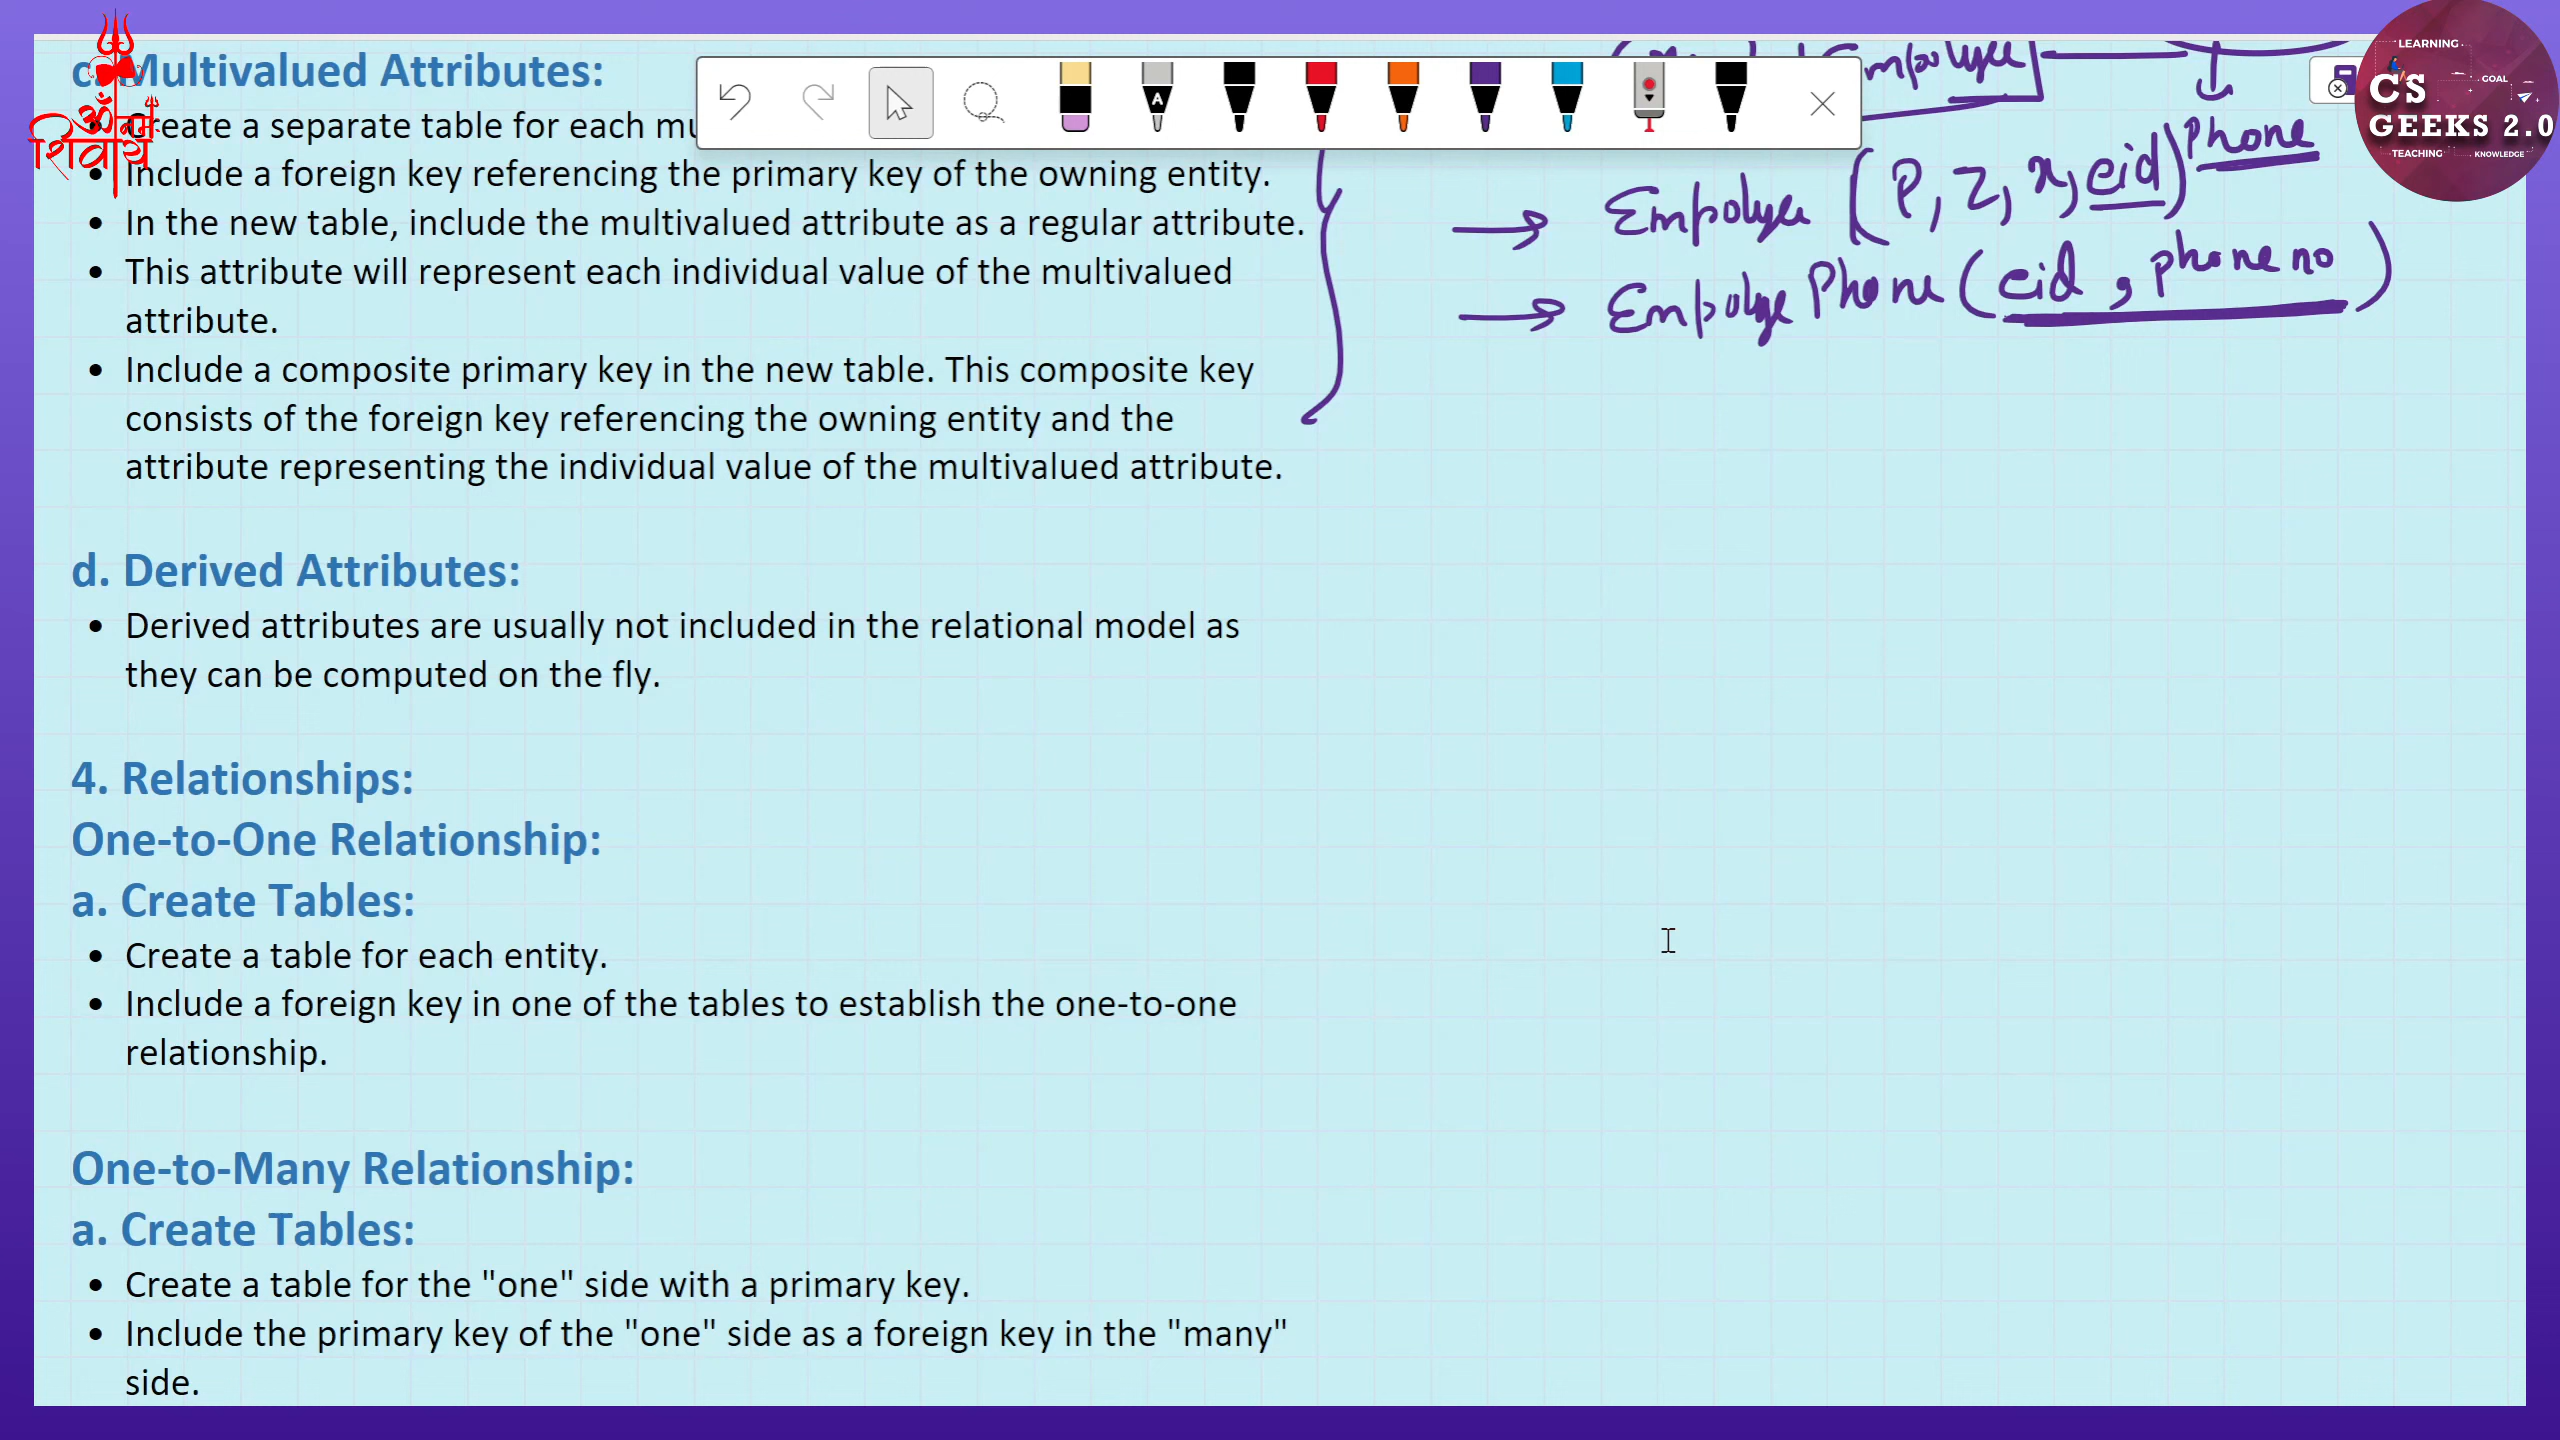 c. Multivalued Attributes:
Create a separate table for each mu
• Include a foreign key referencing the primary key of the owning entity.
• In the new table, include the multivalued attribute as a regular attribute.
• This attribute will represent each individual value of the multivalued
attribute.
• Include a composite primary key in the new table. This composite key
consists of the foreign key referencing the owning entity and the
attribute representing the individual value of the multivalued attribute.
d. Derived Attributes:
• Derived attributes are usually not included in the relational model as
they can be computed on the fly.
4. Relationships:
One-to-One Relationship:
a. Create Tables:
• Create a table for each entity.
• Include a foreign key in one of the tables to establish the one-to-one
relationship.
One-to-Many Relationship:
a. Create Tables:
• Create a table for the "one" side with a primary key.
• Include the primary key of the "one" side as a foreign key in the "many"
side.
Phone
→ Empolyee (P, Z, x, eid)
→ Empolye Phone (eid, phone no)
ॐ नमः
शिवाय
A
LEARNING
GOAL
CS
GEEKS 2.0
TEACHING KNOWLEDGE